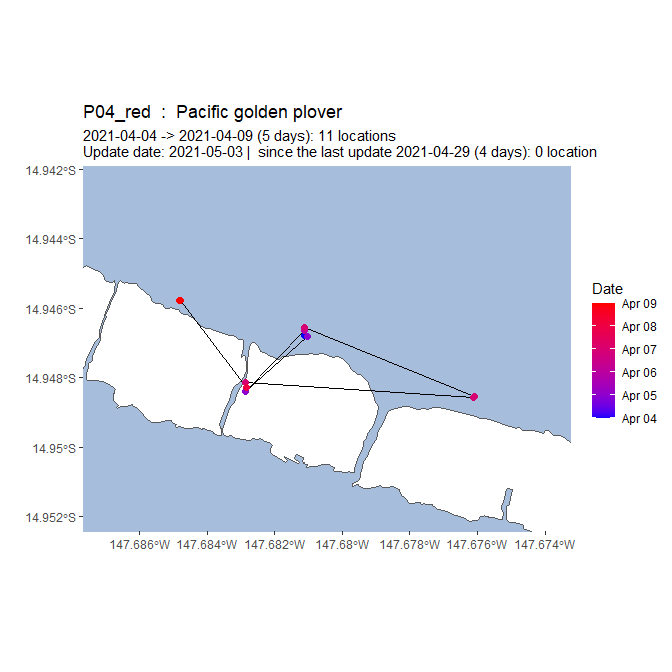 P04_red : Pacific golden plover
2021-04-04 -> 2021-04-09 (5 days): 11 locations
Update date: 2021-05-03 | since the last update 2021-04-29 (4 days): 0 location
14.942°S
14.944°S
14.946°S
14.948°S
14.95°S
14.952°S
147.686°W 147.684°W 147.682°W 147.68°W 147.678°W 147.676°W 147.674°W
Date
Apr 09
Apr 08
Apr 07
Apr 06
Apr 05
Apr 04